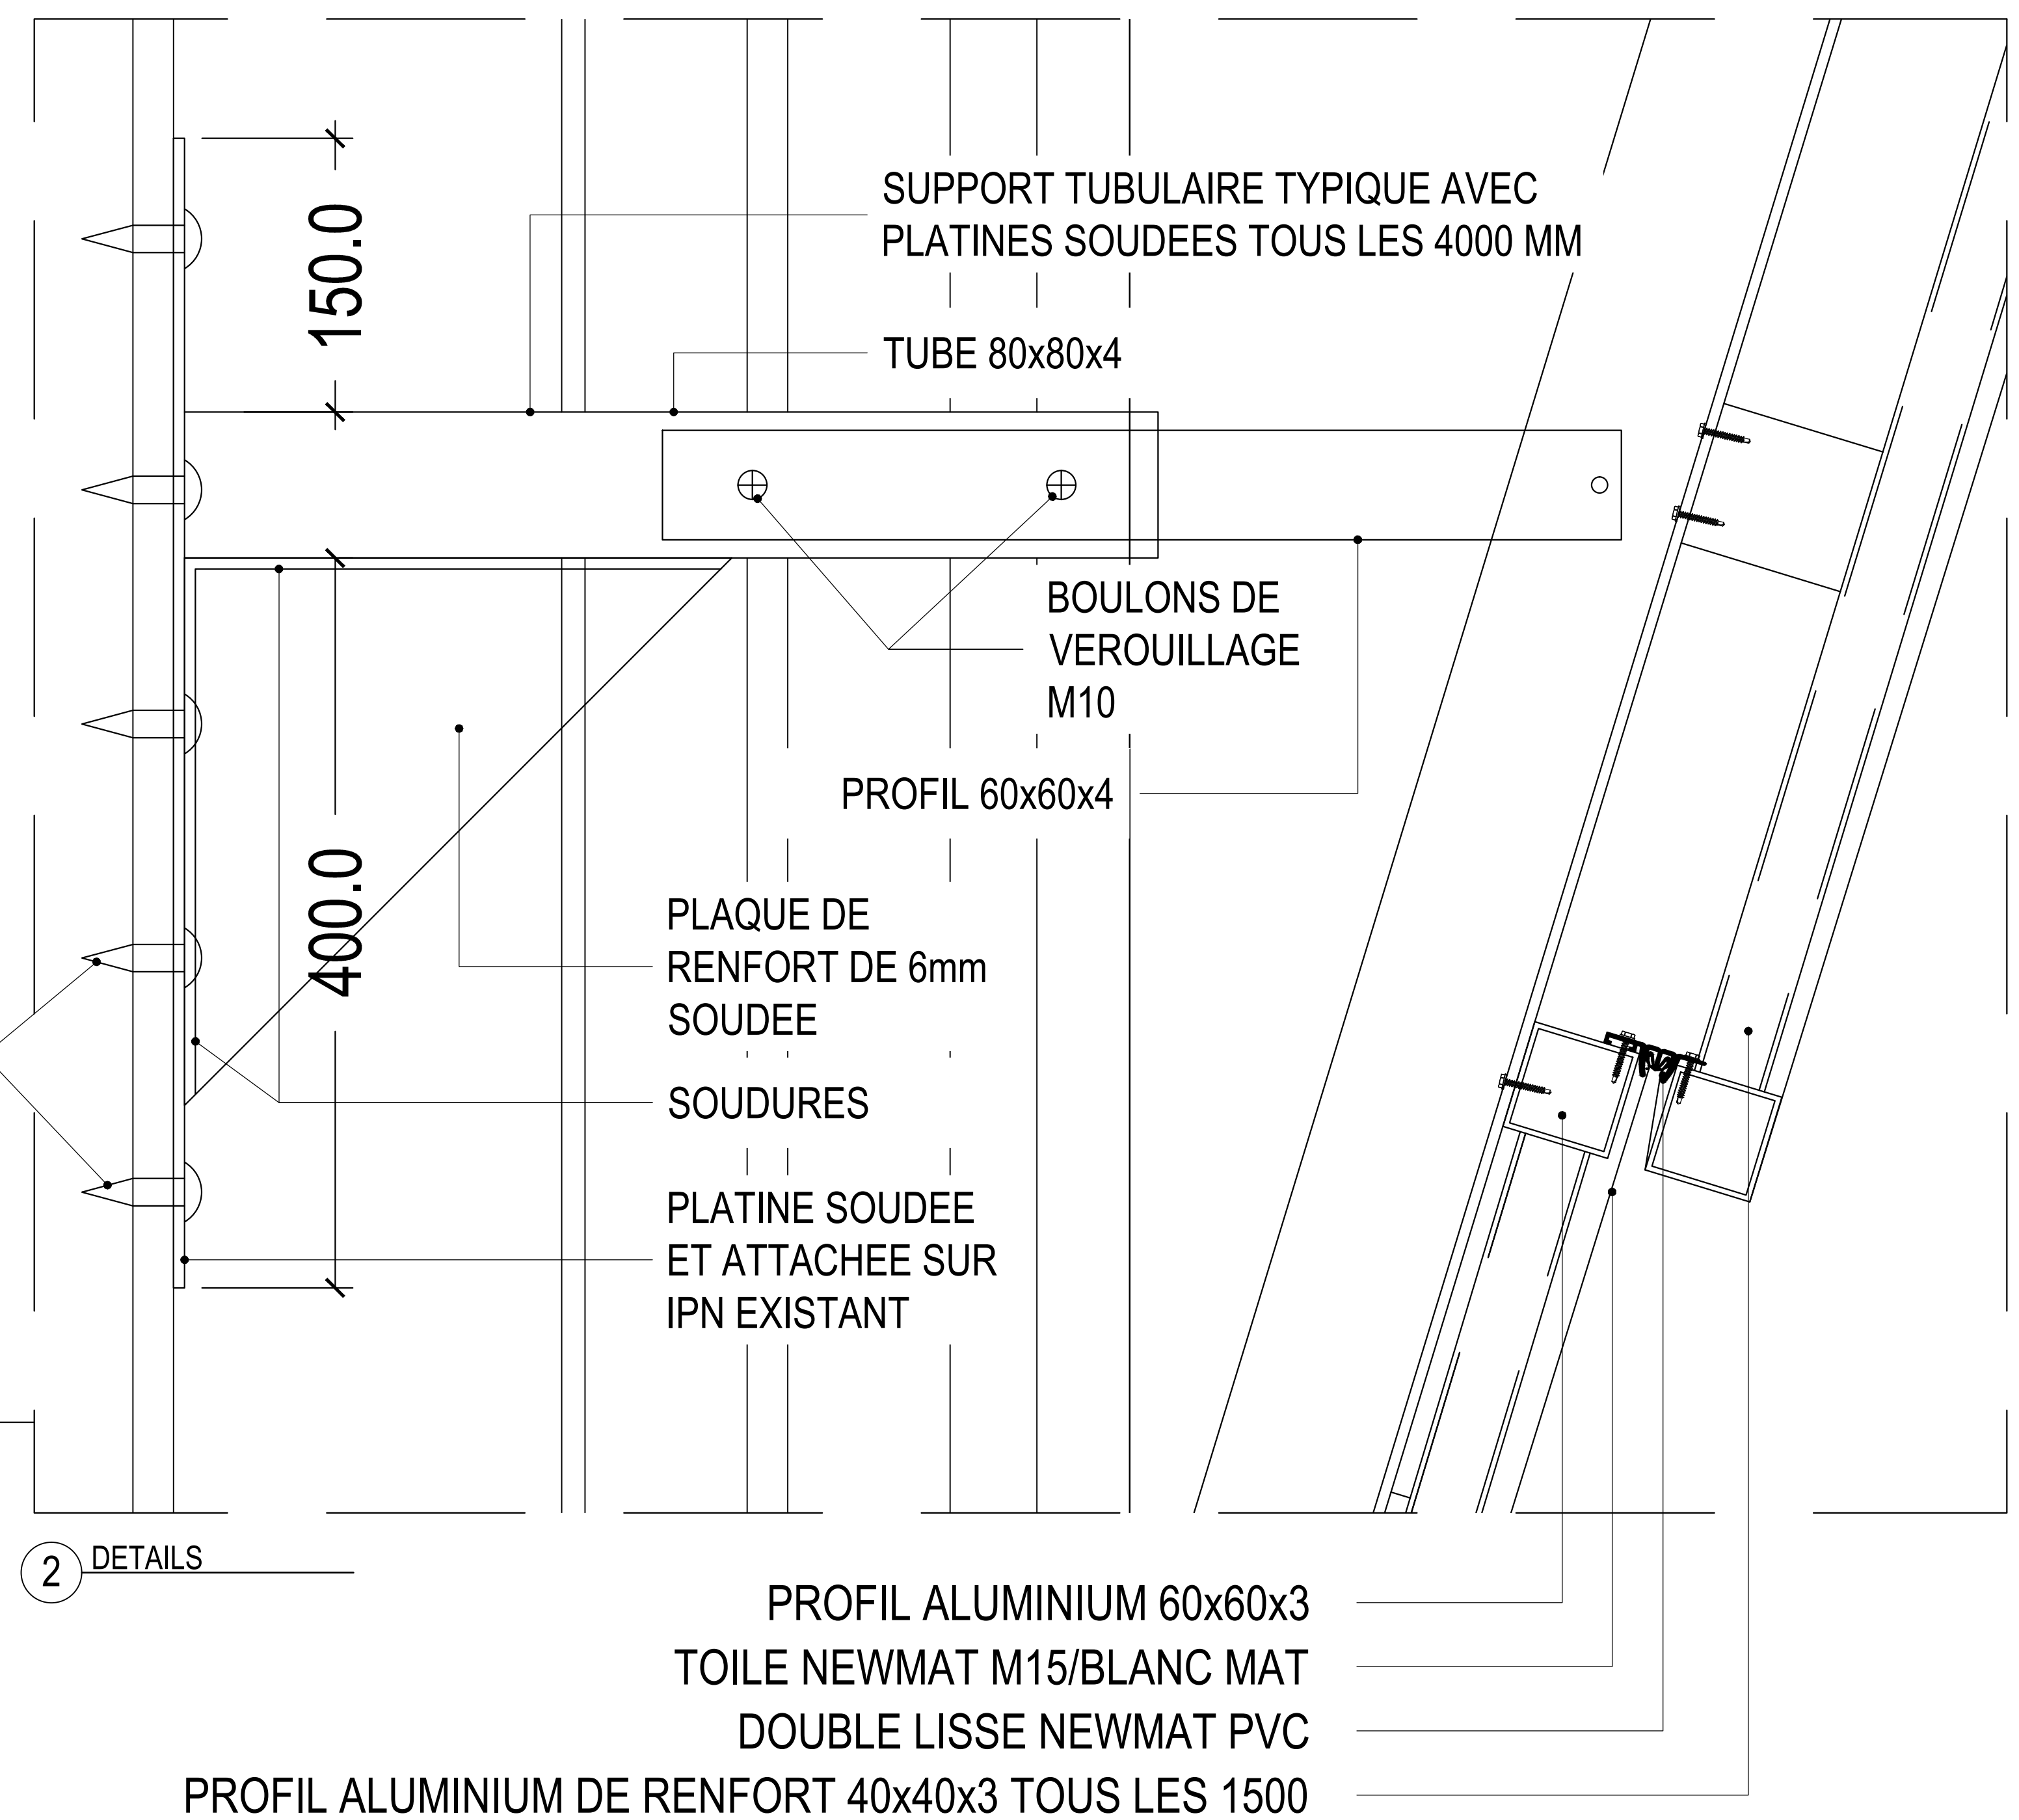 150.0
SUPPORT TUBULAIRE TYPIQUE AVEC
PLATINES SOUDEES TOUS LES 4000 MM
TUBE 80x80x4
BOULONS DE
VEROUILLAGE
M10
PROFIL 60x60x4
400.0
PLAQUE DE
RENFORT DE 6mm
SOUDEE
SOUDURES
PLATINE SOUDEE
ET ATTACHEE SUR
IPN EXISTANT
2 DETAILS
PROFIL ALUMINIUM 60x60x3
TOILE NEWMAT M15/BLANC MAT
DOUBLE LISSE NEWMAT PVC
PROFIL ALUMINIUM DE RENFORT 40x40x3 TOUS LES 1500